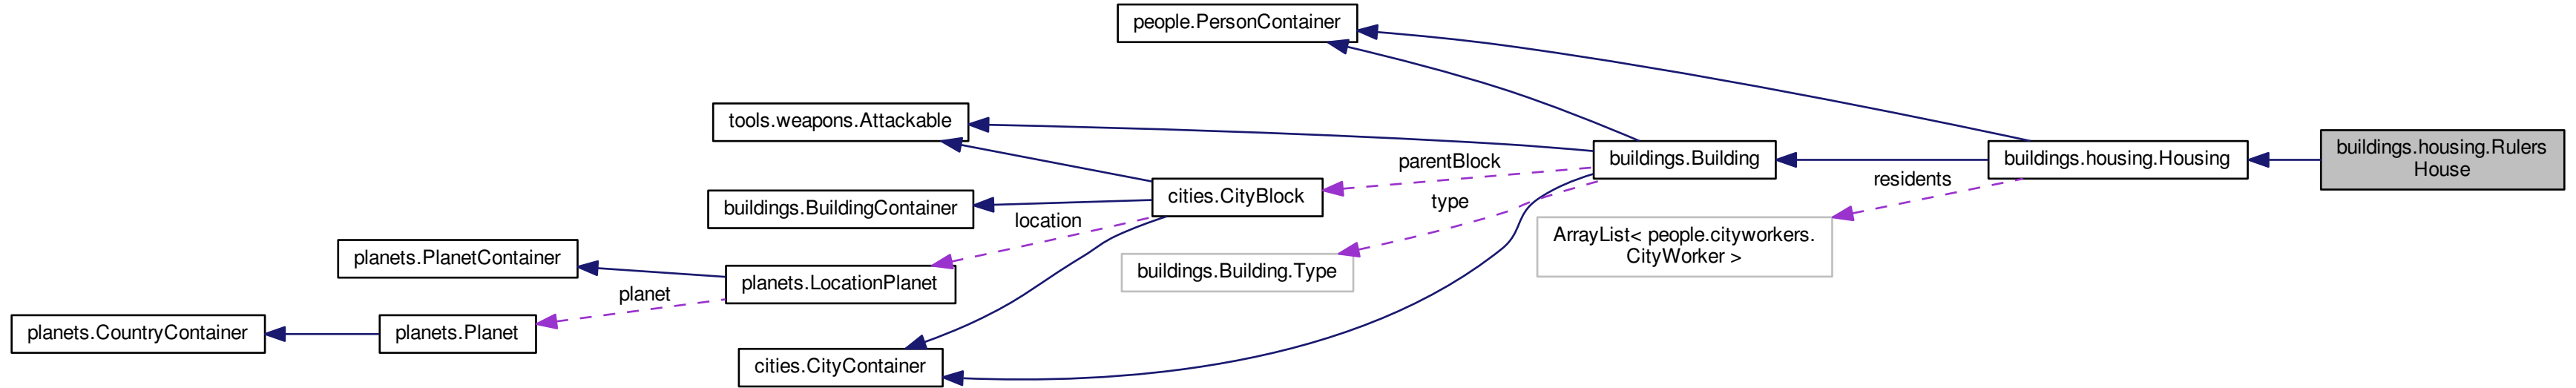 people.PersonContainer
tools.weapons.Attackable
buildings.Building
buildings.housing.Housing
buildings.housing.Rulers
House
parentBlock
residents
cities.CityBlock
type
buildings.BuildingContainer
location
ArrayList< people.cityworkers.
CityWorker >
planets.PlanetContainer
buildings.Building.Type
planets.LocationPlanet
planet
planets.CountryContainer
planets.Planet
cities.CityContainer